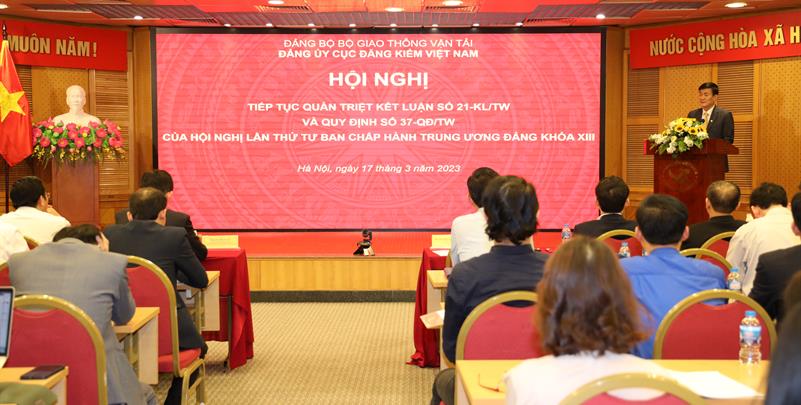 MUÔN NĂM!
ĐẢNG BỘ BỘ GIAO THÔNG VẬN TẢI
ĐẢNG ỦY CỤC ĐĂNG KIỂM VIỆT NAM
HỘI NGHỊ
TIẾP TỤC QUÁN TRIỆT KẾT LUẬN SỐ 21-KL/TW
VÀ QUY ĐỊNH SỐ 37-QĐ/TW
CỦA HỘI NGHỊ LẦN THỨ TƯ BAN CHẤP HÀNH TRUNG ƯƠNG ĐẢNG KHÓA XIII
Hà Nội, ngày 17 tháng 3 năm 2023
NƯỚC CỘNG HÒA XÃ H